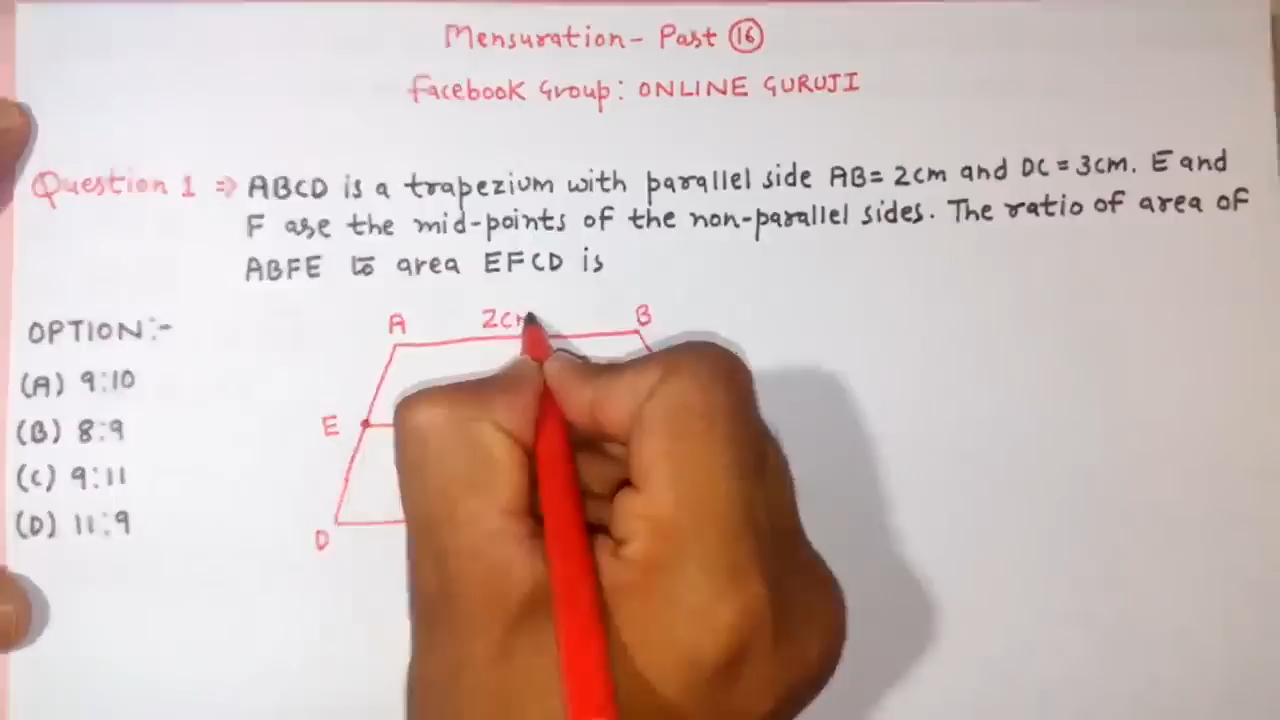 Mensuration- Past 16
facebook Group: ONLINE GURUJI
Question 1 ⇒ ABCD is a trapezium with parallel side AB= 2cm and DC = 3cm. E and
F are the mid-points of the non-parallel sides. The ratio of area of
ABFE to area EFCD is
OPTION:-
(A) 9:10
(B) 8:9
(C) 9:11
(D) 11:9
A 2cm B
E
D